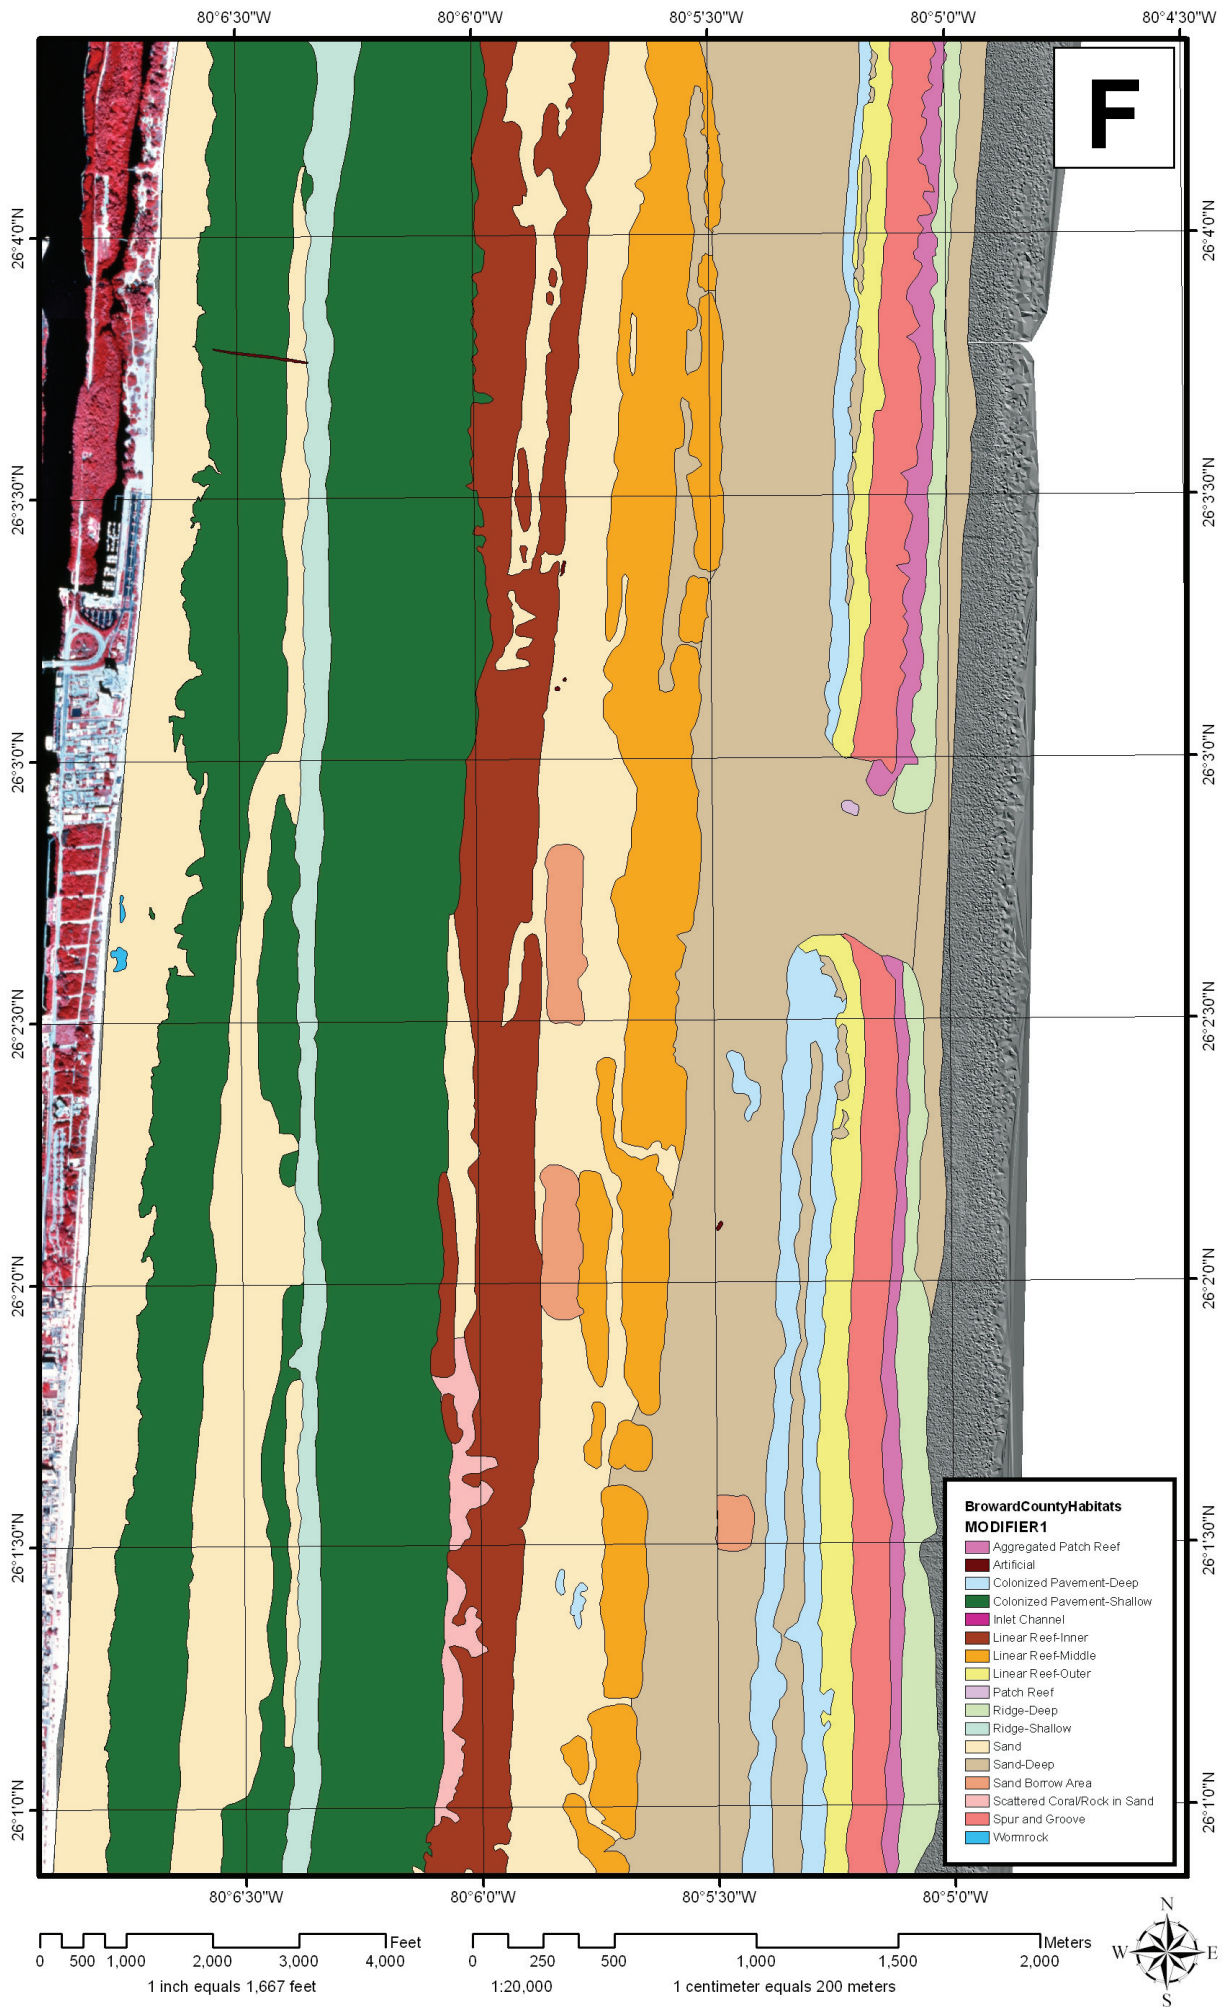 80°6'30"W 80°6'0"W 80°5'30"W 80°5'0"W 80°4'30"W
F
26°4'0"N 26°4'0"N
26°3'30"N 26°3'30"N
26°3'0"N 26°3'0"N
26°2'30"N 26°2'30"N
26°2'0"N 26°2'0"N
26°1'30"N 26°1'30"N
26°1'0"N 26°1'0"N
BrowardCountyHabitats
MODIFIER1
Aggregated Patch Reef
Artificial
Colonized Pavement-Deep
Colonized Pavement-Shallow
Inlet Channel
Linear Reef-Inner
Linear Reef-Middle
Linear Reef-Outer
Patch Reef
Ridge-Deep
Ridge-Shallow
Sand
Sand-Deep
Sand Borrow Area
Scattered Coral/Rock in Sand
Spur and Groove
Wormrock
80°6'30"W 80°6'0"W 80°5'30"W 80°5'0"W
Feet
0 500 1,000 2,000 3,000 4,000
1 inch equals 1,667 feet
Meters
0 250 500 1,000 1,500 2,000
1:20,000 1 centimeter equals 200 meters
N
W E
S